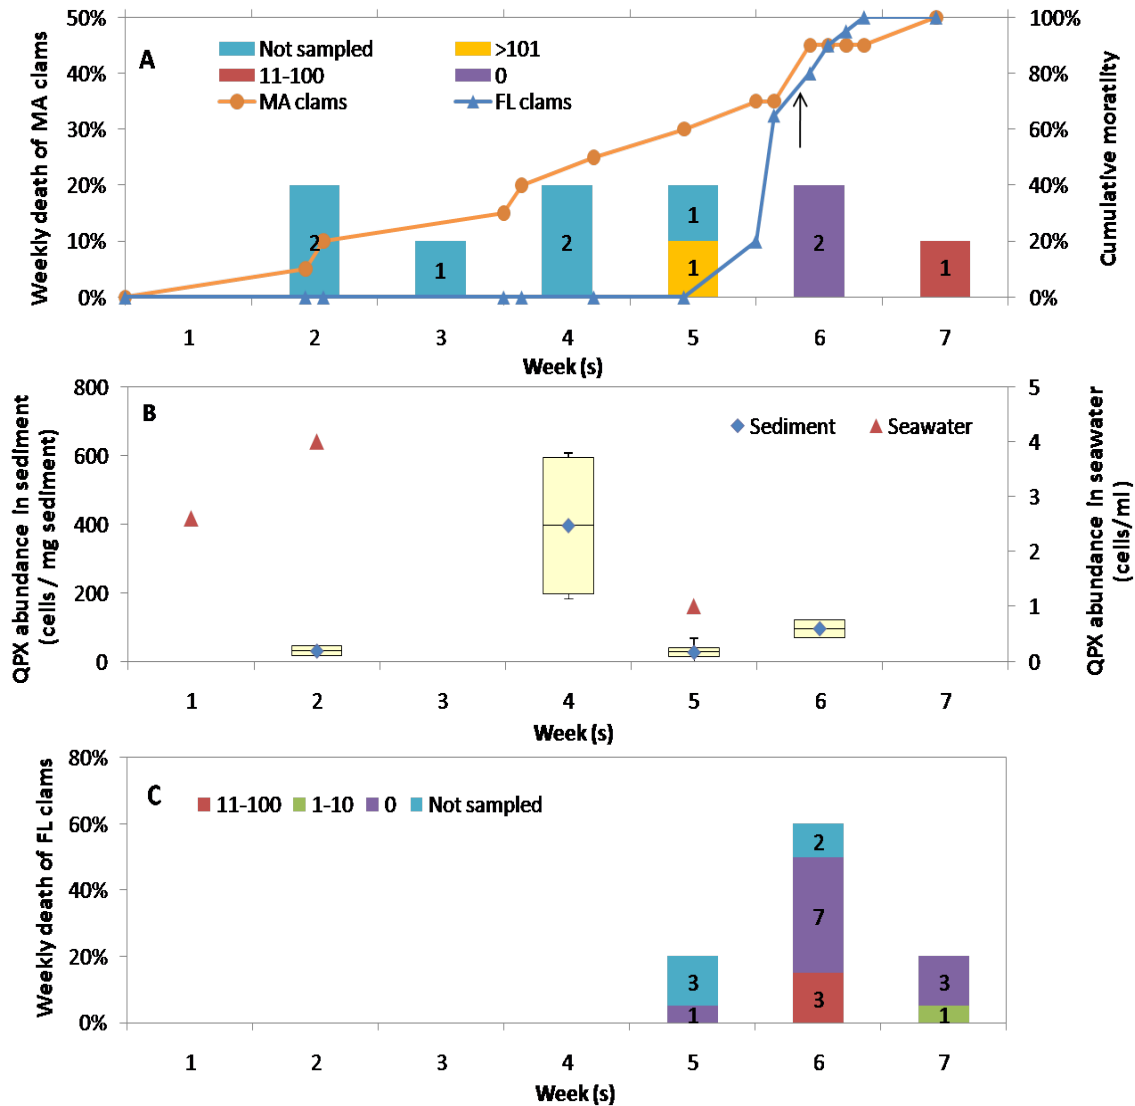 A
Not sampled >101
11-100 0
MA clams FL clams
Weekly death of MA clams
50%
40%
30%
20%
10%
0%
Cumulative moratlity
100%
80%
60%
40%
20%
0%
2
1
2
1
1
2
1
1 2 3 4 5 6 7
Week (s)
B
Sediment Seawater
QPX abundance in sediment
(cells / mg sediment)
800
600
400
200
0
QPX abundance in seawater
(cells/ml)
5
4
3
2
1
0
1 2 3 4 5 6 7
Week (s)
C
11-100 1-10 0 Not sampled
Weekly death of FL clams
80%
60%
40%
20%
0%
3
1
2
7
3
3
1
1 2 3 4 5 6 7
Week (s)